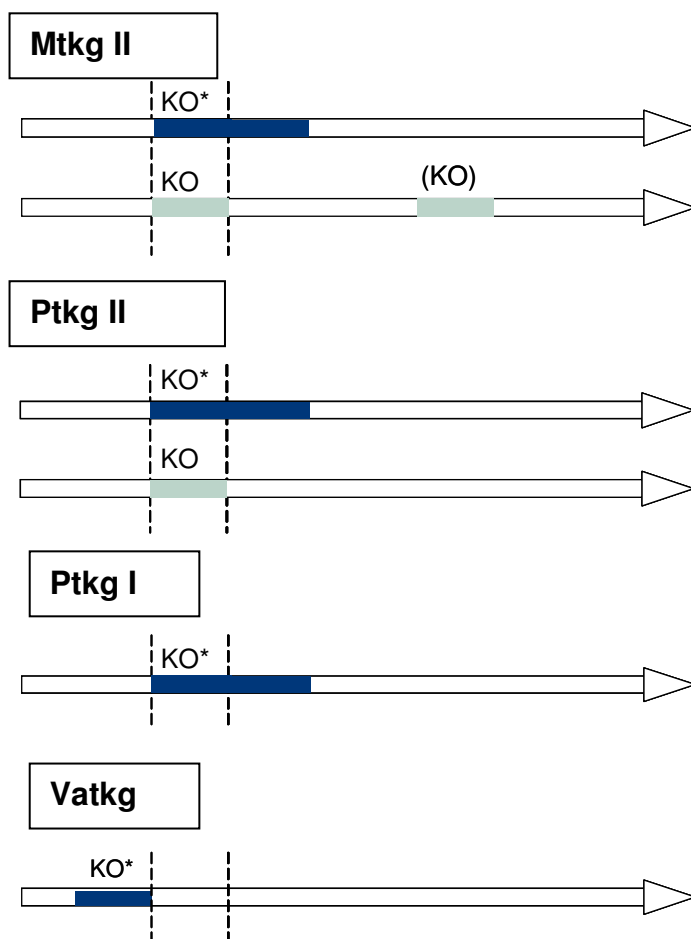 Mtkg II
KO*
KO (KO)
Ptkg II
KO*
KO
Ptkg I
KO*
Vatkg
KO*